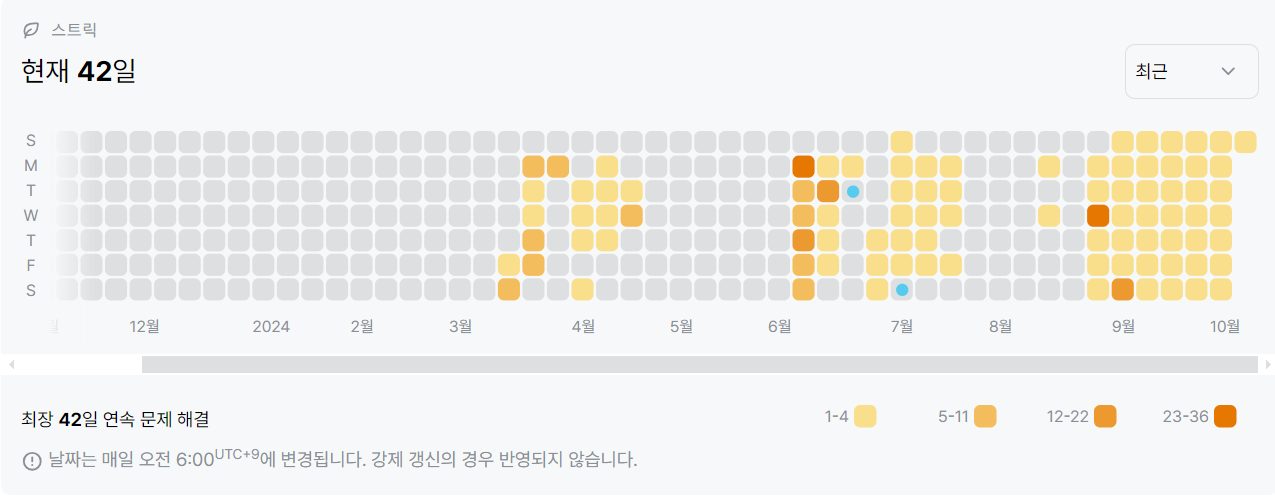 스트릭
현재 42일
최근
S
M
T
W
T
F
S
12월 2024 2월 3월 4월 5월 6월 7월 8월 9월 10월
최장 42일 연속 문제 해결
1-4 5-11 12-22 23-36
날짜는 매일 오전 6:00UTC+9에 변경됩니다. 강제 갱신의 경우 반영되지 않습니다.